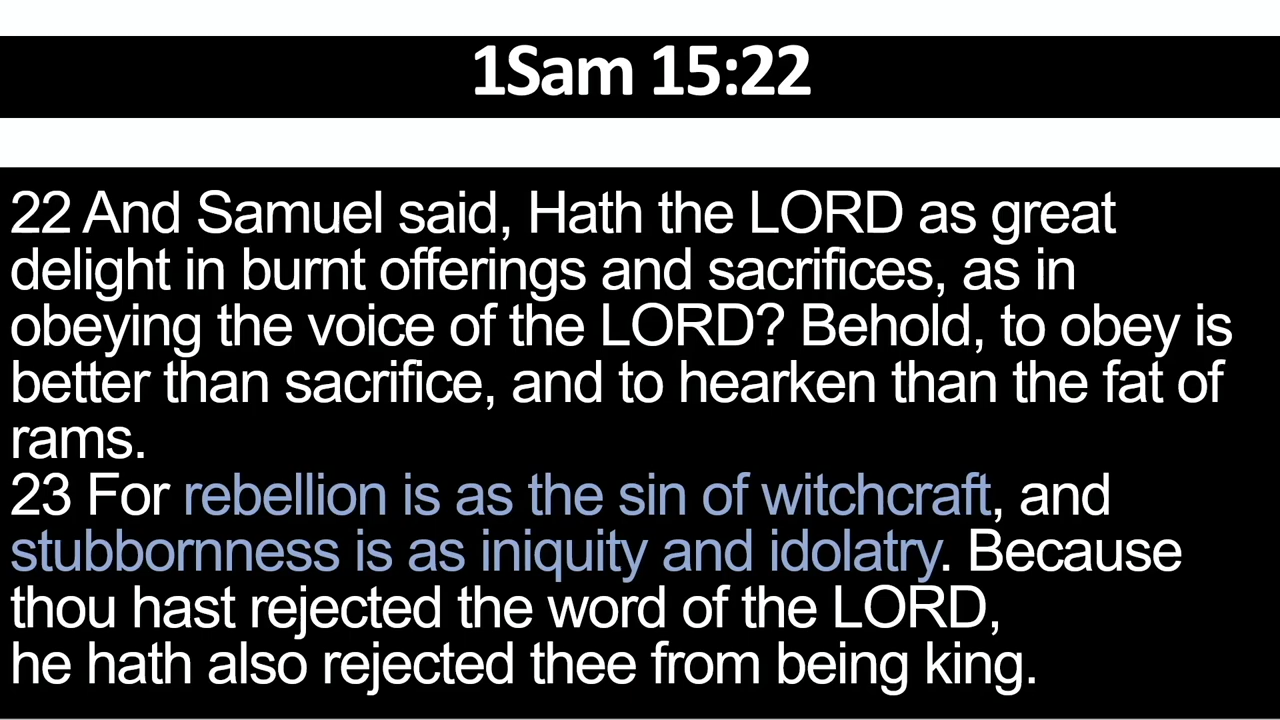 1Sam 15:22
22 And Samuel said, Hath the LORD as great
delight in burnt offerings and sacrifices, as in
obeying the voice of the LORD? Behold, to obey is
better than sacrifice, and to hearken than the fat of
rams.
23 For rebellion is as the sin of witchcraft, and
stubbornness is as iniquity and idolatry. Because
thou hast rejected the word of the LORD,
he hath also rejected thee from being king.